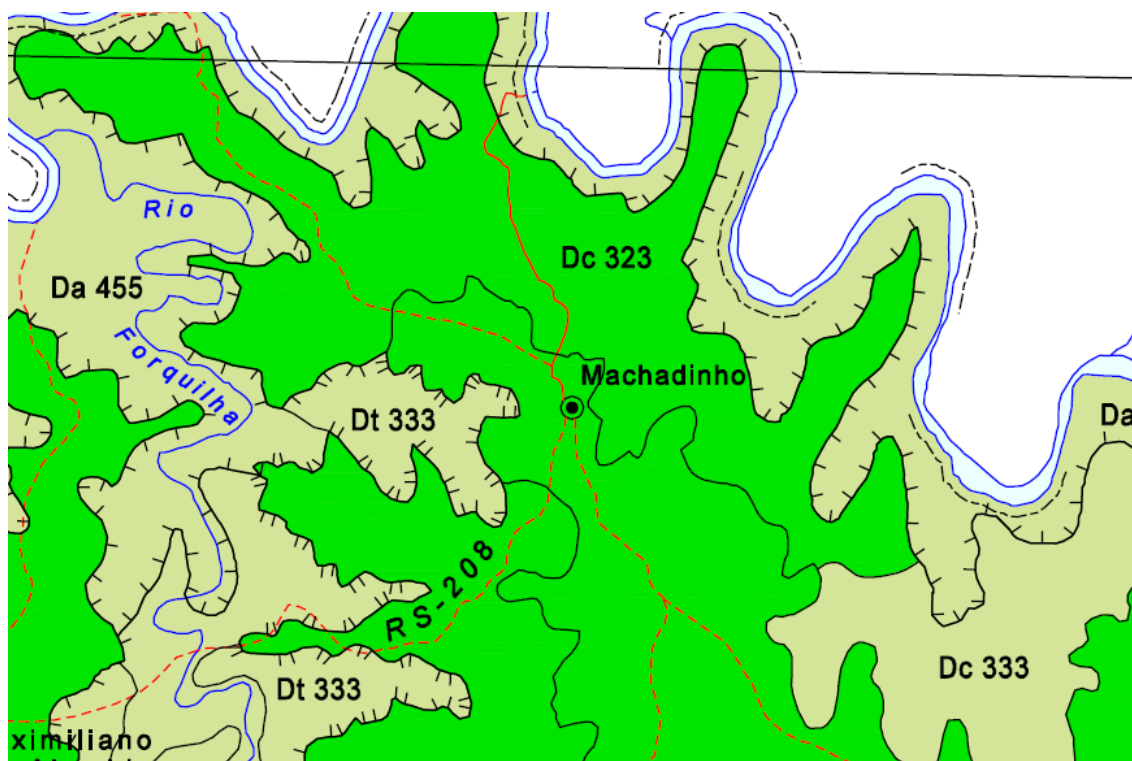 Rio
Dc 323
Da 455
Forquilha
Machadinho
Dt 333
Da
RS-208
Dc 333
Dt 333
ximiliano